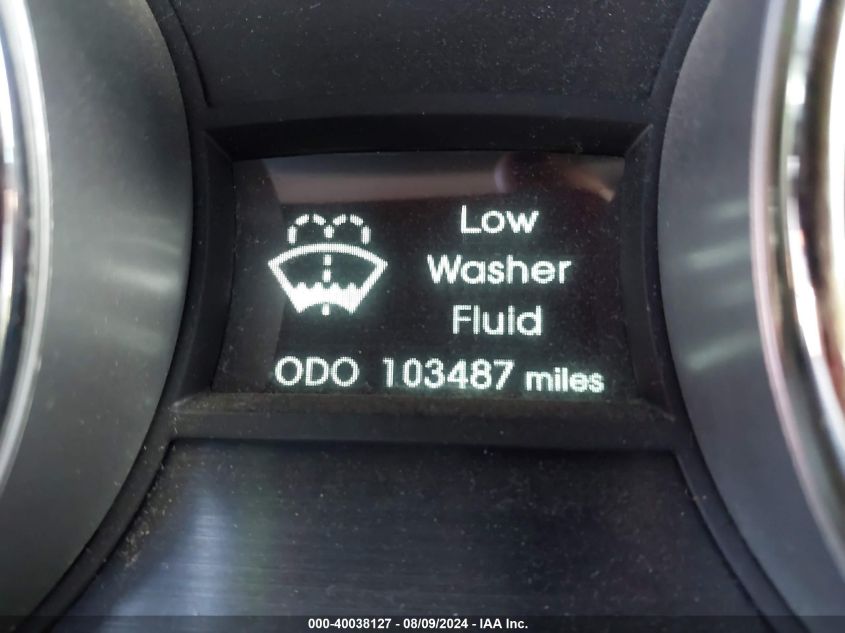 Low
Washer
Fluid
ODO 103487 miles
000-40038127 - 08/09/2024 - IAA Inc.